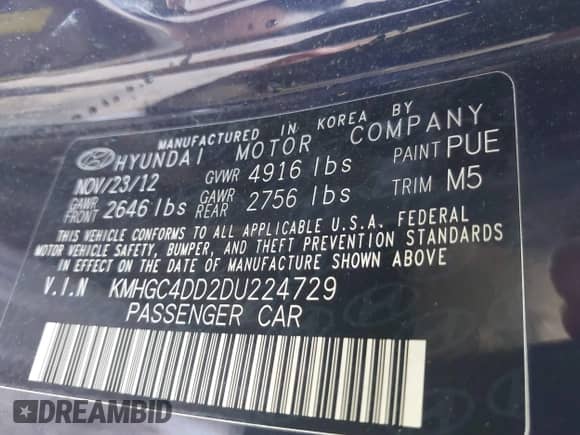 MANUFACTURED IN KOREA BY
HYUNDAI MOTOR COMPANY
NOV/23/12 GVWR 4916 lbs PAINT PUE
GAWR FRONT 2646 lbs GAWR REAR 2756 lbs TRIM M5
THIS VEHICLE CONFORMS TO ALL APPLICABLE U.S.A. FEDERAL
MOTOR VEHICLE SAFETY, BUMPER, AND THEFT PREVENTION STANDARDS
IN EFFECT ON THE DATE OF MANUFACTURE SHOWN ABOVE
V.I.N KMHGC4DD2DU224729
PASSENGER CAR
DREAMBID